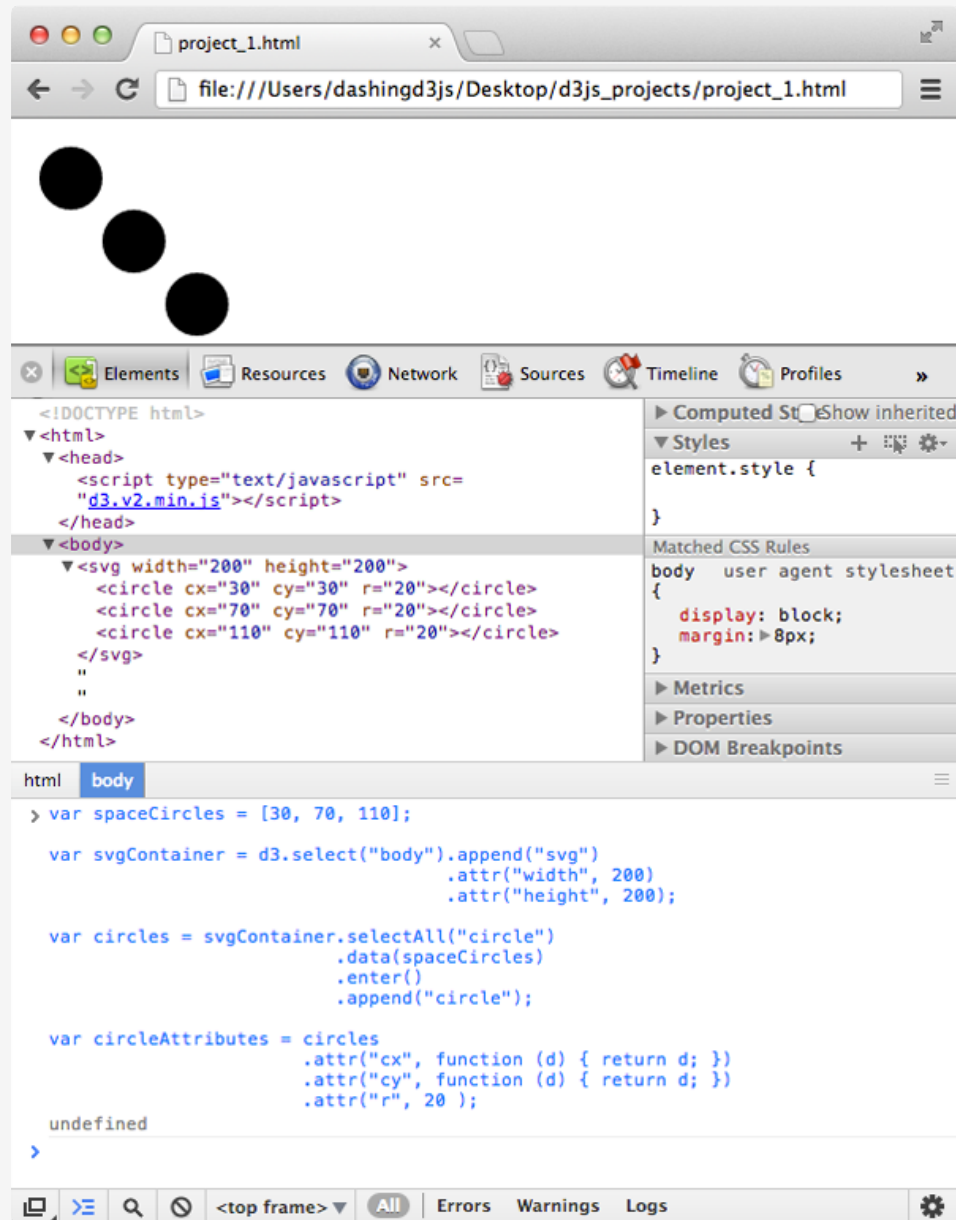 project_1.html ×
file:///Users/dashingd3js/Desktop/d3js_projects/project_1.html
Elements Resources Network Sources Timeline Profiles »
<!DOCTYPE html>
▼<html>
▼<head>
<script type="text/javascript" src=
"d3.v2.min.js"></script>
</head>
▼<body>
▼<svg width="200" height="200">
<circle cx="30" cy="30" r="20"></circle>
<circle cx="70" cy="70" r="20"></circle>
<circle cx="110" cy="110" r="20"></circle>
</svg>
"
"
</body>
</html>
▶ Computed St Show inherited
▼ Styles
element.style {
}
Matched CSS Rules
body user agent stylesheet
{
display: block;
margin:▶8px;
}
▶ Metrics
▶ Properties
▶ DOM Breakpoints
html body
> var spaceCircles = [30, 70, 110];
var svgContainer = d3.select("body").append("svg")
.attr("width", 200)
.attr("height", 200);
var circles = svgContainer.selectAll("circle")
.data(spaceCircles)
.enter()
.append("circle");
var circleAttributes = circles
.attr("cx", function (d) { return d; })
.attr("cy", function (d) { return d; })
.attr("r", 20 );
undefined
>
<top frame> ▼ All Errors Warnings Logs